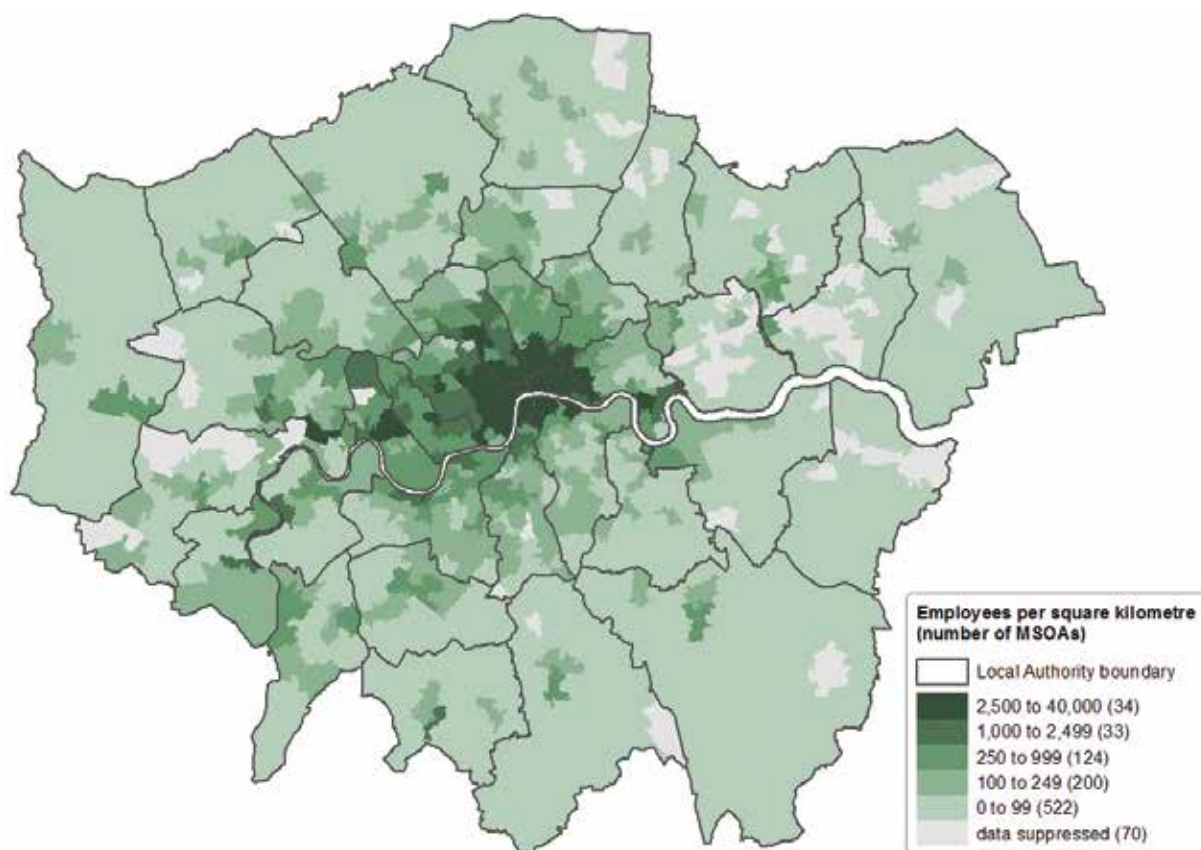 Employees per square kilometre
(number of MSOAs)
Local Authority boundary
2,500 to 40,000 (34)
1,000 to 2,499 (33)
250 to 999 (124)
100 to 249 (200)
0 to 99 (522)
data suppressed (70)